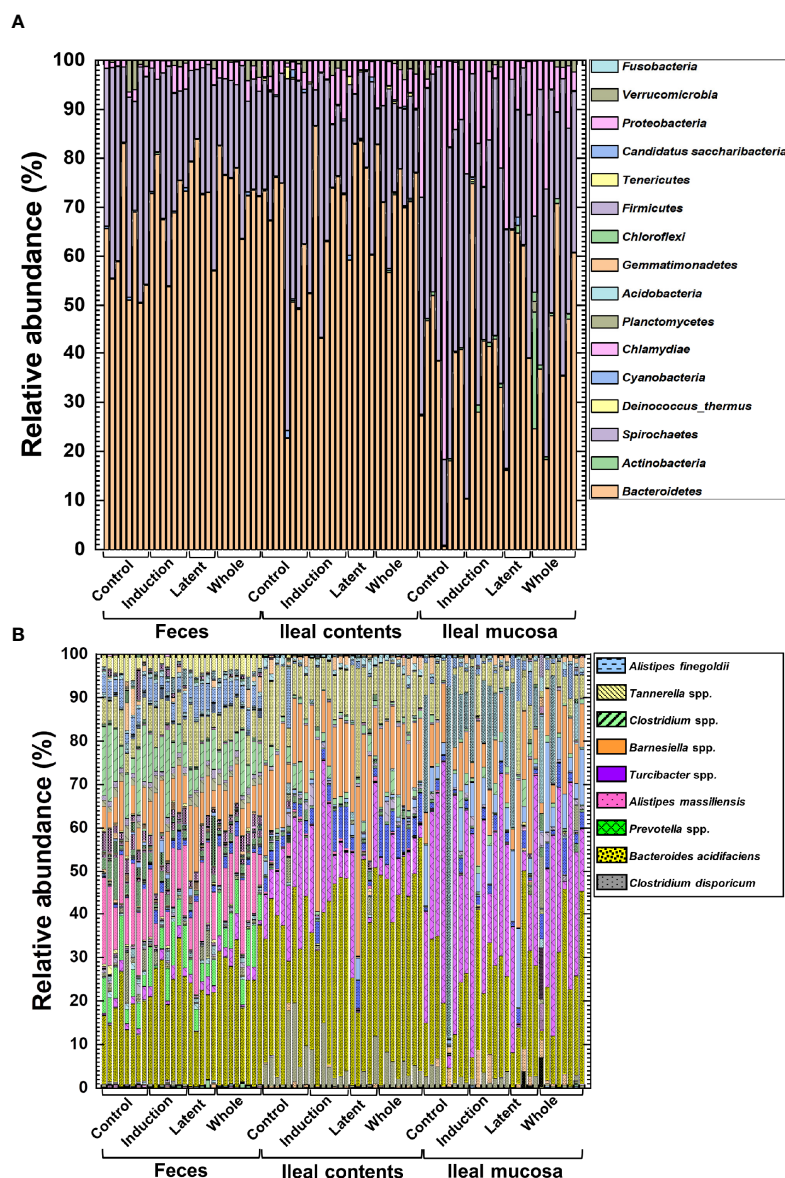 A
Relative abundance (%)
100
90
80
70
60
50
40
30
20
10
0
Fusobacteria
Verrucomicrobia
Proteobacteria
Candidatus saccharibacteria
Tenericutes
Firmicutes
Chloroflexi
Gemmatimonadetes
Acidobacteria
Planctomycetes
Chlamydiae
Cyanobacteria
Deinococcus_thermus
Spirochaetes
Actinobacteria
Bacteroidetes
Control Induction Latent Whole Control Induction Latent Whole Control Induction Latent Whole
Feces Ileal contents Ileal mucosa
B
Relative abundance (%)
100
90
80
70
60
50
40
30
20
10
0
Alistipes finegoldii
Tannerella spp.
Clostridium spp.
Barnesiella spp.
Turcibacter spp.
Alistipes massiliensis
Prevotella spp.
Bacteroides acidifaciens
Clostridium disporicum
Control Induction Latent Whole Control Induction Latent Whole Control Induction Latent Whole
Feces Ileal contents Ileal mucosa